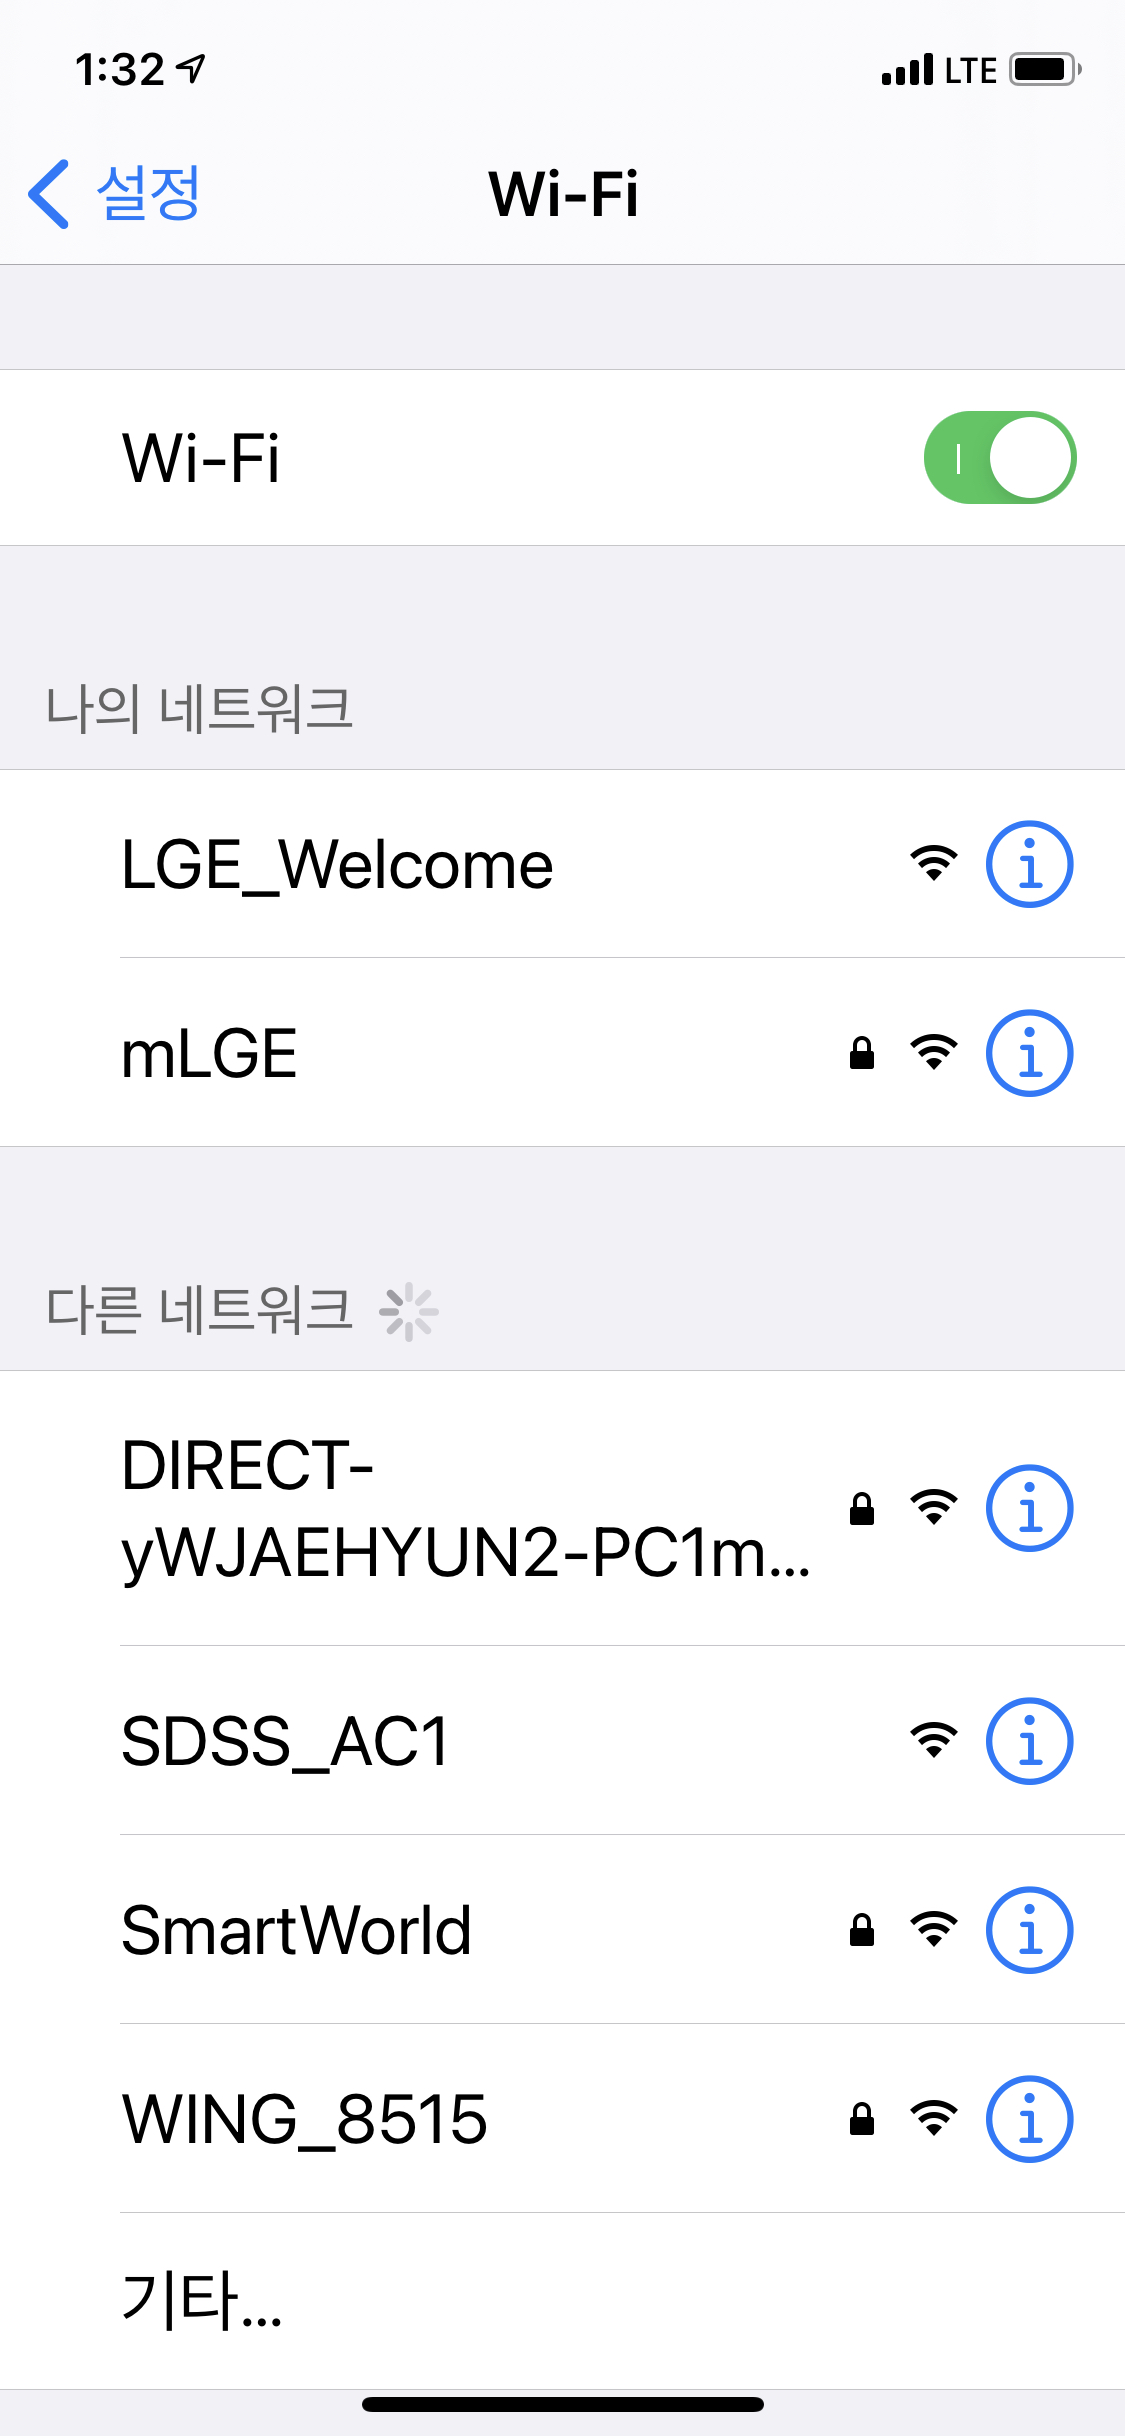 1:32 LTE
설정 Wi-Fi
Wi-Fi
나의 네트워크
LGE_Welcome
mLGE
다른 네트워크
DIRECT-
yWJAEHYUN2-PC1m...
SDSS_AC1
SmartWorld
WING_8515
기타...